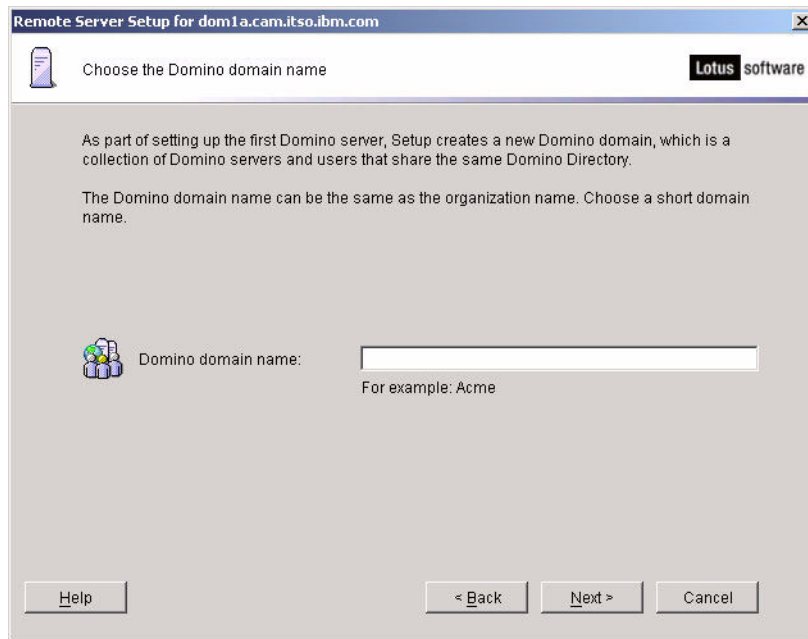 Remote Server Setup for dom1a.cam.itso.ibm.com
Choose the Domino domain name
Lotus software
As part of setting up the first Domino server, Setup creates a new Domino domain, which is a
collection of Domino servers and users that share the same Domino Directory.
The Domino domain name can be the same as the organization name. Choose a short domain
name.
Domino domain name:
For example: Acme
Help
< Back
Next >
Cancel